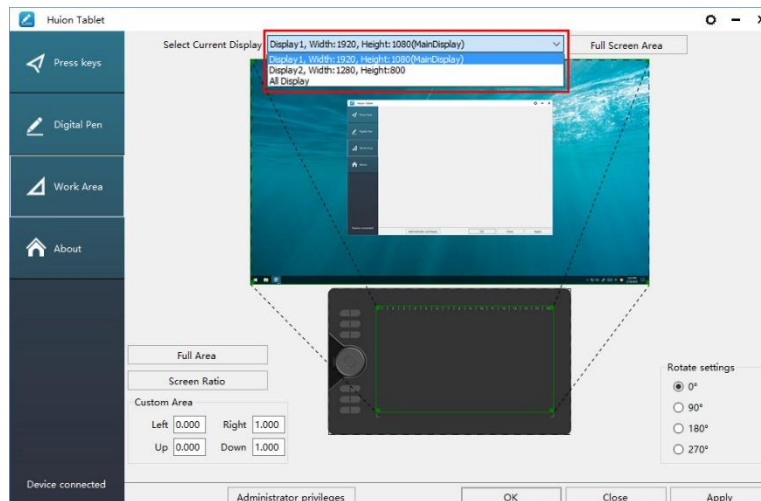 Huion Tablet
Select Current Display
Display1, Width:1920, Height:1080(MainDisplay)
Full Screen Area
Display1, Width:1920, Height:1080(MainDisplay)
Display2, Width:1280, Height:800
All Display
Press keys
Digital Pen
Work Area
About
Full Area
Screen Ratio
Custom Area
Left 0.000 Right 1.000
Up 0.000 Down 1.000
Rotate settings
0°
90°
180°
270°
Device connected
Administrator privileges
OK
Close
Apply